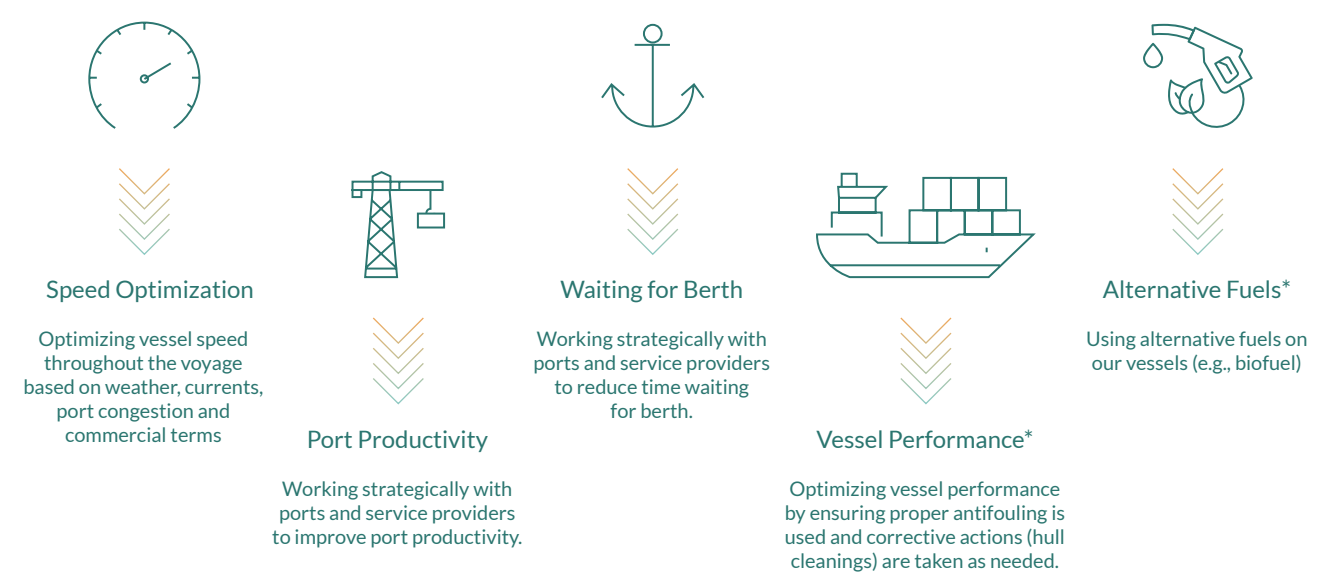 Speed Optimization
Optimizing vessel speed
throughout the voyage
based on weather, currents,
port congestion and
commercial terms
Port Productivity
Working strategically with
ports and service providers
to improve port productivity.
Waiting for Berth
Working strategically with
ports and service providers
to reduce time waiting
for berth.
Vessel Performance*
Optimizing vessel performance
by ensuring proper antifouling is
used and corrective actions (hull
cleanings) are taken as needed.
Alternative Fuels*
Using alternative fuels on
our vessels (e.g., biofuel)